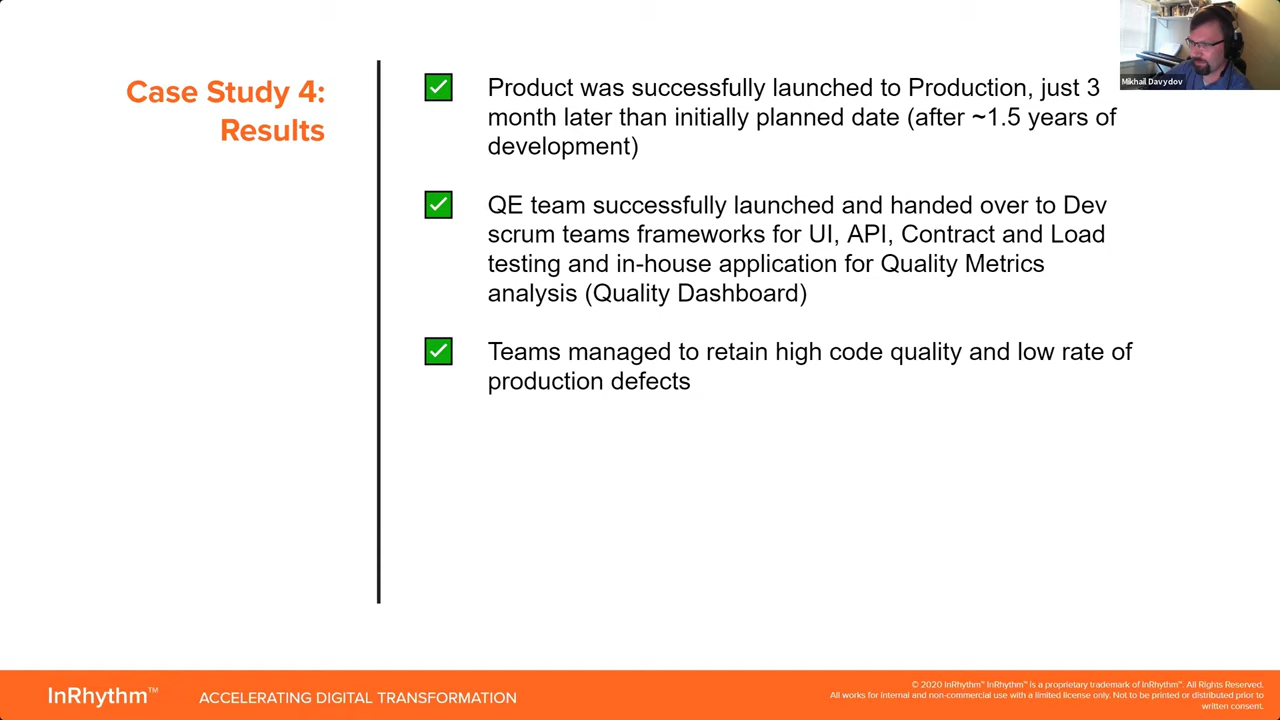 Case Study 4:
Results
Product was successfully launched to Production, just 3
month later than initially planned date (after ~1.5 years of
development)
QE team successfully launched and handed over to Dev
scrum teams frameworks for UI, API, Contract and Load
testing and in-house application for Quality Metrics
analysis (Quality Dashboard)
Teams managed to retain high code quality and low rate of
production defects
Mikhail Davydov
InRhythm™
ACCELERATING DIGITAL TRANSFORMATION
© 2020 InRhythm™ InRhythm™ is a proprietary trademark of InRhythm™. All Rights Reserved.
All works for internal and non-commercial use with a limited license only. Not to be printed or distributed prior to
written consent.